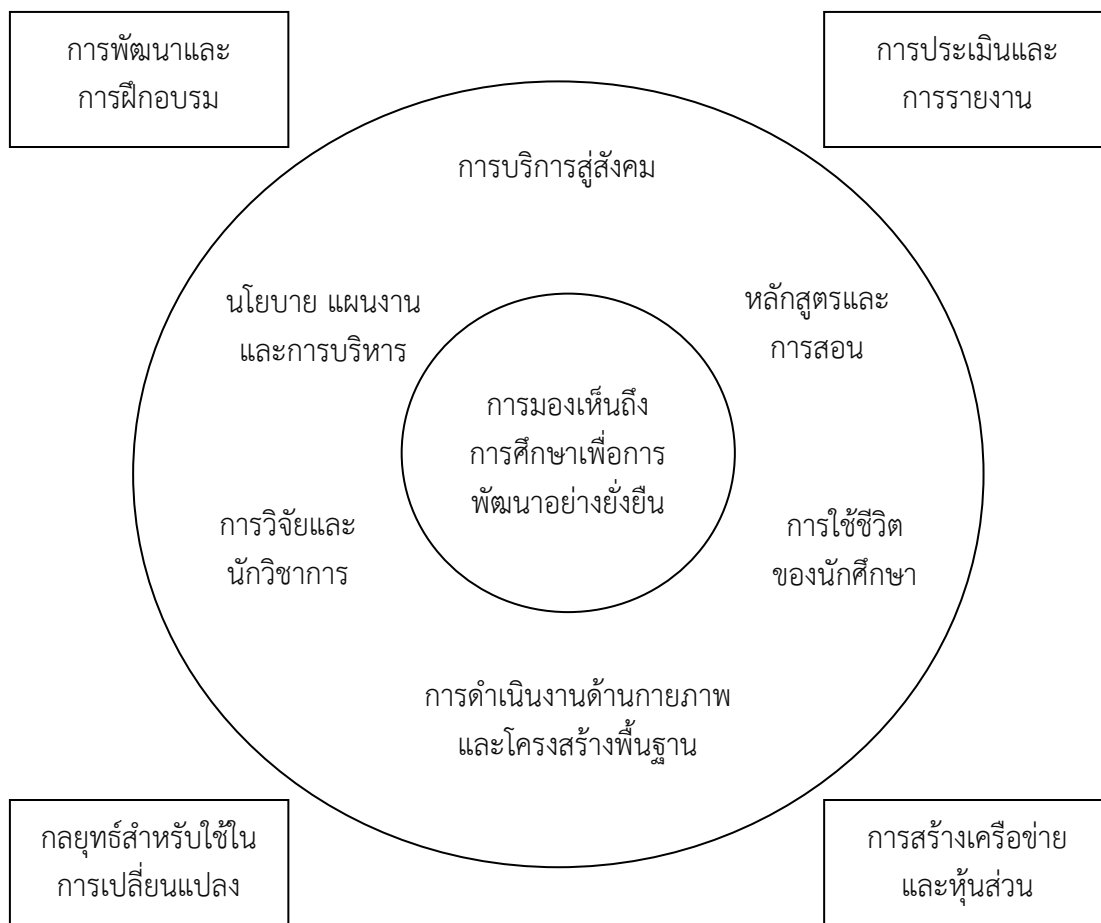 การพัฒนาและ
การฝึกอบรม
การประเมินและ
การรายงาน
การบริการสู่สังคม
นโยบาย แผนงาน
และการบริหาร
หลักสูตรและ
การสอน
การมองเห็นถึง
การศึกษาเพื่อการ
พัฒนาอย่างยั่งยืน
การวิจัยและ
นักวิชาการ
การใช้ชีวิต
ของนักศึกษา
การดำเนินงานด้านกายภาพ
และโครงสร้างพื้นฐาน
กลยุทธ์สำหรับใช้ใน
การเปลี่ยนแปลง
การสร้างเครือข่าย
และหุ้นส่วน